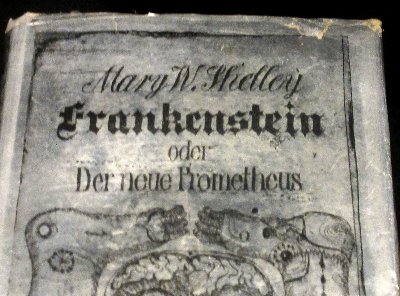 Mary W. Shelley
Frankenstein
oder
Der neue Prometheus